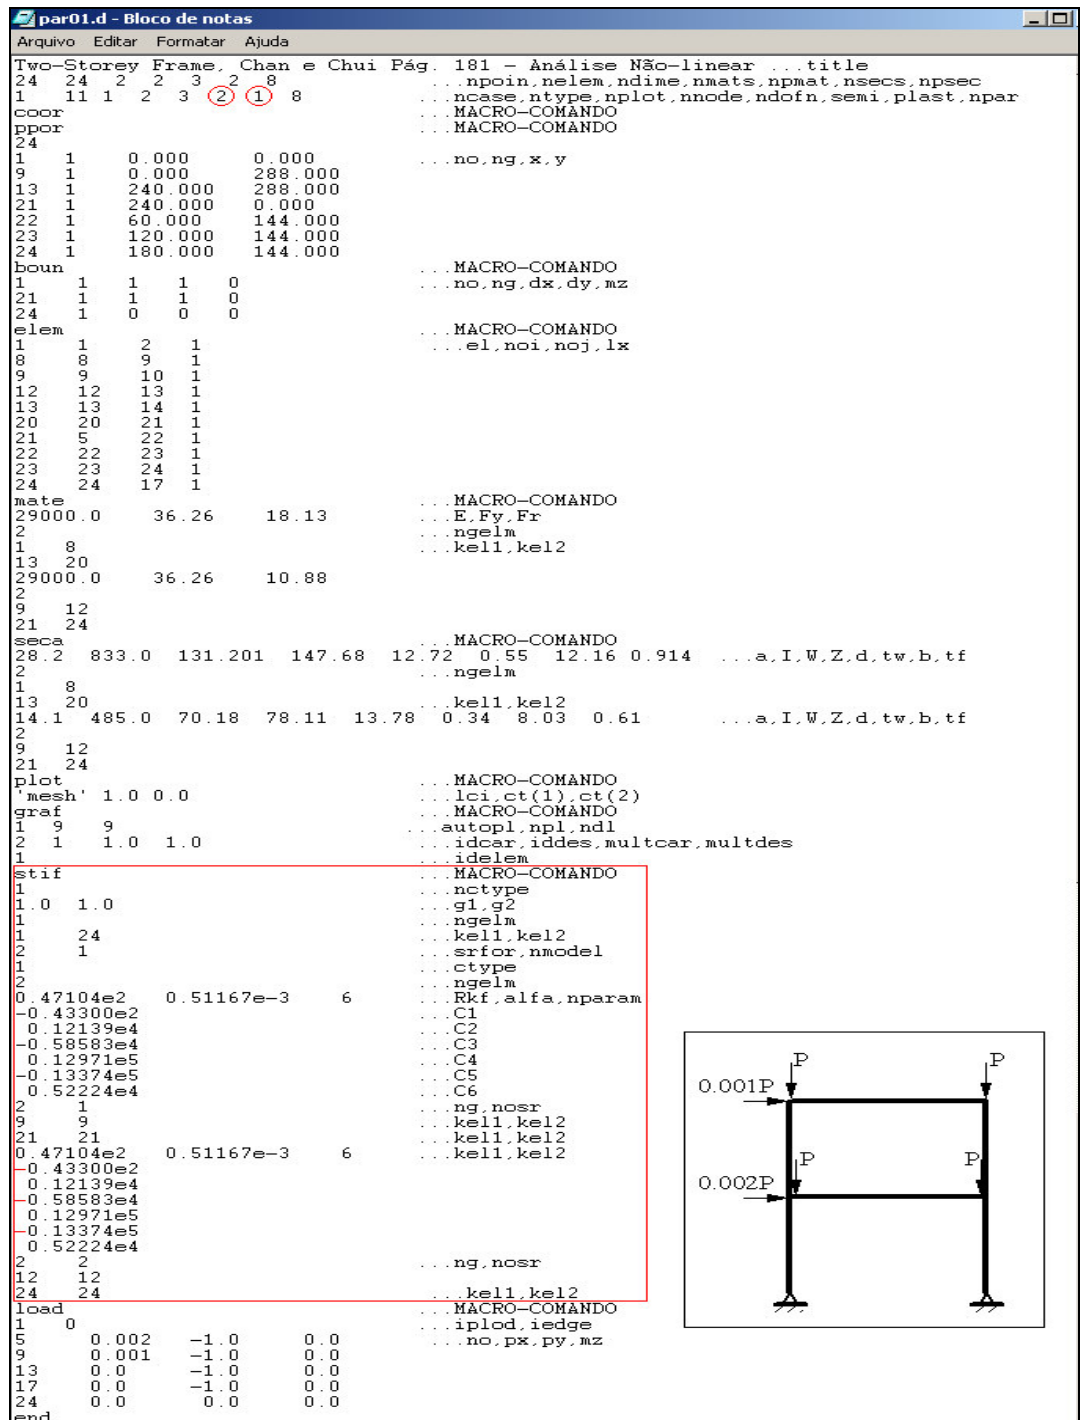 par01.d - Bloco de notas
Arquivo Editar Formatar Ajuda
Two-Storey Frame, Chan e Chui Pág. 181 - Análise Não-linear ...title
24 24 2 2 3 2 8 ...npoin,nelem,ndime,nmats,npmat,nsecs,npsec
1 11 1 2 3 2 1 8 ...ncase,ntype,nplot,nnode,ndofn,semi,plast,npar
coor ...MACRO-COMANDO
ppor ...MACRO-COMANDO
24
1 1 0.000 0.000 ...no,ng,x,y
9 1 0.000 288.000
13 1 240.000 288.000
21 1 240.000 0.000
22 1 60.000 144.000
23 1 120.000 144.000
24 1 180.000 144.000
boun ...MACRO-COMANDO
1 1 1 1 0 ...no,ng,dx,dy,mz
21 1 1 1 0
24 1 0 0 0
elem ...MACRO-COMANDO
1 1 2 1 ...el,noi,noj,lx
8 8 9 1
9 9 10 1
12 12 13 1
13 13 14 1
20 20 21 1
21 5 22 1
22 22 23 1
23 23 24 1
24 24 17 1
mate ...MACRO-COMANDO
29000.0 36.26 18.13 ...E,Fy,Fr
2 ...ngelm
1 8 ...kel1,kel2
13 20
29000.0 36.26 10.88
2
9 12
21 24
seca ...MACRO-COMANDO
28.2 833.0 131.201 147.68 12.72 0.55 12.16 0.914 ...a,I,W,Z,d,tw,b,tf
2 ...ngelm
1 8
13 20 ...kel1,kel2
14.1 485.0 70.18 78.11 13.78 0.34 8.03 0.61 ...a,I,W,Z,d,tw,b,tf
2
9 12
21 24
plot ...MACRO-COMANDO
'mesh' 1.0 0.0 ...lci,ct(1),ct(2)
graf ...MACRO-COMANDO
1 9 9 ...autopl,npl,ndl
2 1 1.0 1.0 ...idcar,iddes,multcar,multdes
1 ...idelem
stif ...MACRO-COMANDO
1 ...nctype
1.0 1.0 ...g1,g2
1 ...ngelm
1 24 ...kel1,kel2
2 1 ...srfor,nmodel
1 ...ctype
2 ...ngelm
0.47104e2 0.51167e-3 6 ...Rkf,alfa,nparam
-0.43300e2 ...C1
0.12139e4 ...C2
-0.58583e4 ...C3
0.12971e5 ...C4
-0.13374e5 ...C5
0.52224e4 ...C6
2 1 ...ng,nosr
9 9 ...kel1,kel2
21 21 ...kel1,kel2
0.47104e2 0.51167e-3 6 ...kel1,kel2
-0.43300e2
0.12139e4
-0.58583e4
0.12971e5
-0.13374e5
0.52224e4
2 2 ...ng,nosr
12 12
24 24 ...kel1,kel2
load ...MACRO-COMANDO
1 0 ...iplod,iedge
5 0.002 -1.0 0.0 ...no,px,py,mz
9 0.001 -1.0 0.0
13 0.0 -1.0 0.0
17 0.0 -1.0 0.0
24 0.0 0.0 0.0
end
P P
0.001P
P P
0.002P